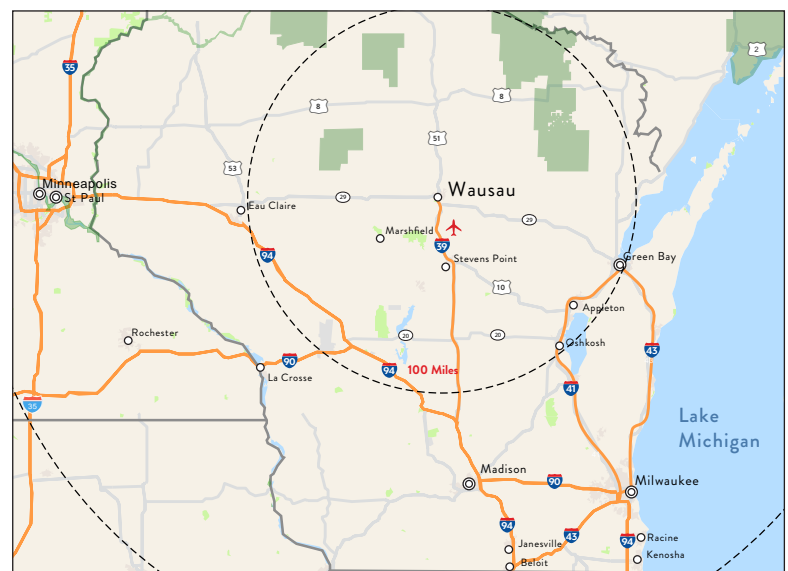 2
35
8
8
51
53
Minneapolis
St Paul
Wausau
29
Eau Claire
29
Marshfield
39
94
Stevens Point
Green Bay
10
Appleton
Rochester
20
20
Oshkosh
43
90
94
100 Miles
La Crosse
41
35
Lake
Michigan
Madison
90
Milwaukee
94
43
94
Racine
Janesville
Kenosha
Beloit